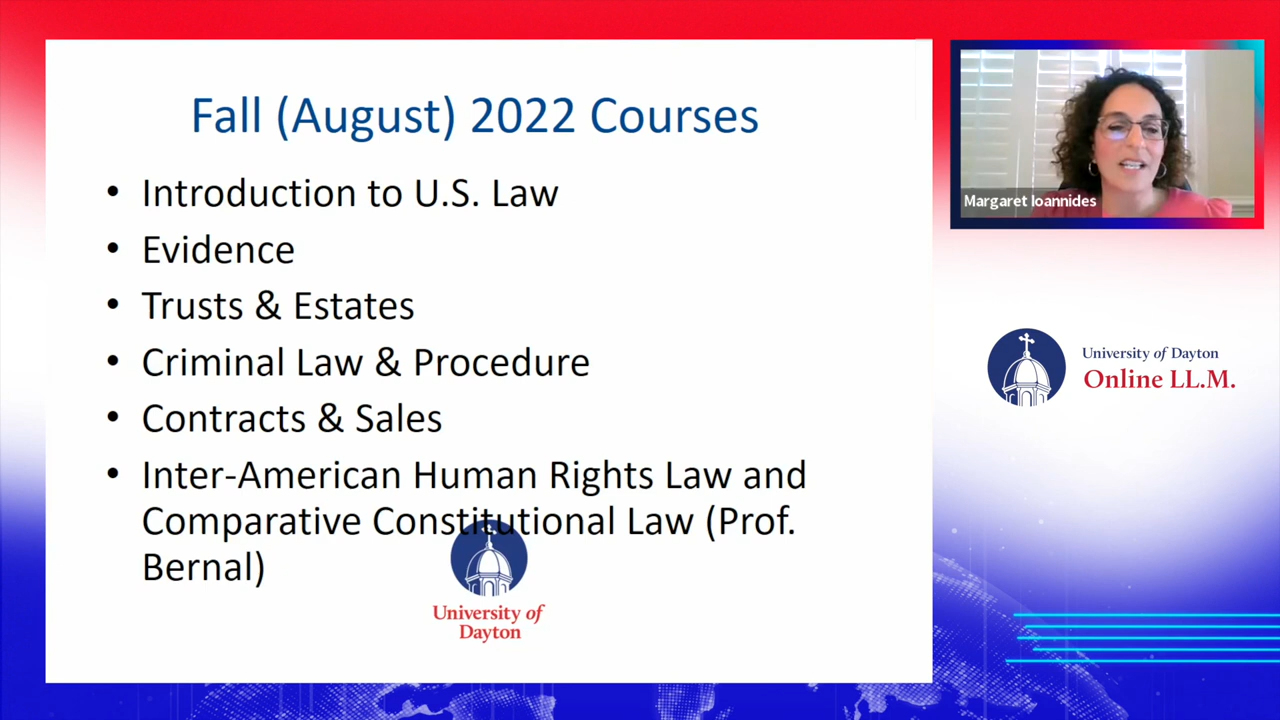 Fall (August) 2022 Courses
• Introduction to U.S. Law
• Evidence
• Trusts & Estates
• Criminal Law & Procedure
• Contracts & Sales
• Inter-American Human Rights Law and
Comparative Constitutional Law (Prof.
Bernal)
University of
Dayton
Margaret Ioannides
University of Dayton
Online LL.M.